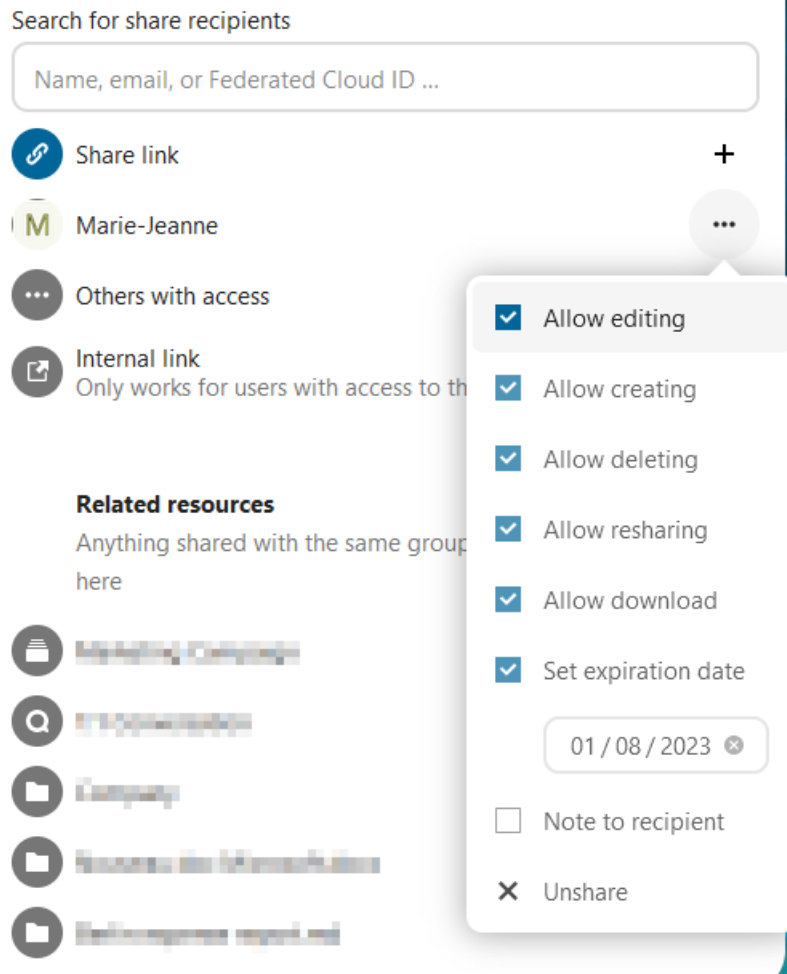 Search for share recipients
Name, email, or Federated Cloud ID ...
Share link
M
Marie-Jeanne
Others with access
Internal link
Only works for users with access to th
Related resources
Anything shared with the same group
here
Allow editing
Allow creating
Allow deleting
Allow resharing
Allow download
Set expiration date
01 / 08 / 2023
Note to recipient
Unshare